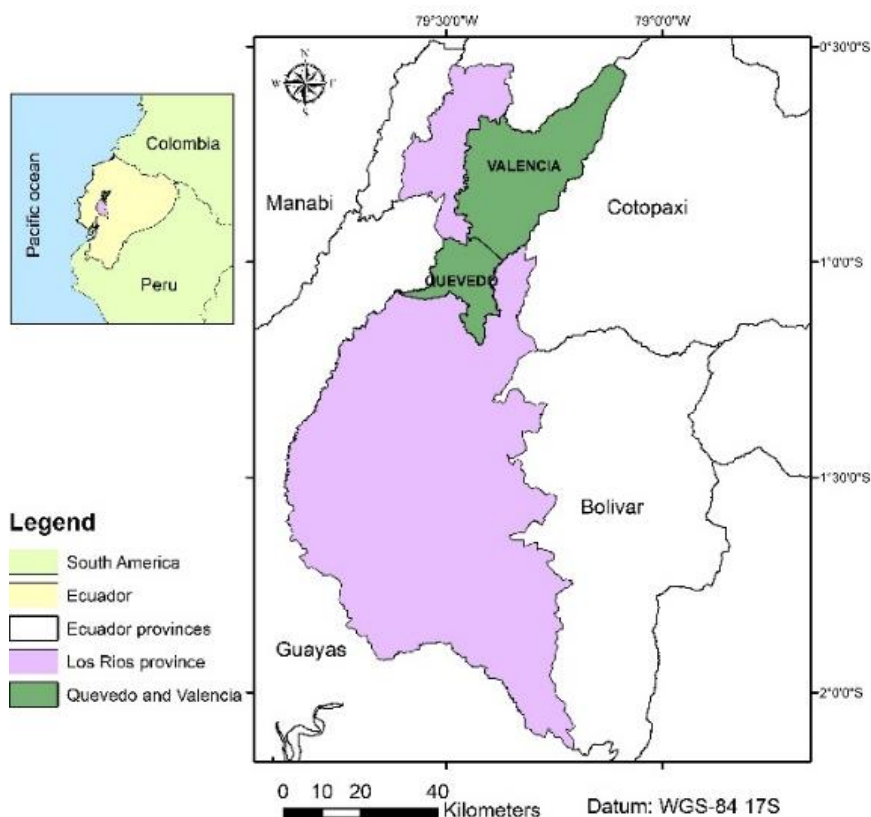 79°30'0"W
79°0'0"W
0°30'0"S
N
W
Colombia
VALENCIA
Manabi
Cotopaxi
Pacific ocean
1°0'0"S
QUEVEDO
Peru
1°30'0"S
Bolivar
Legend
South America
Ecuador
Ecuador provinces
Guayas
Los Rios province
Quevedo and Valencia
2°0'0"S
0 10 20 40
Kilometers
Datum: WGS-84 17S